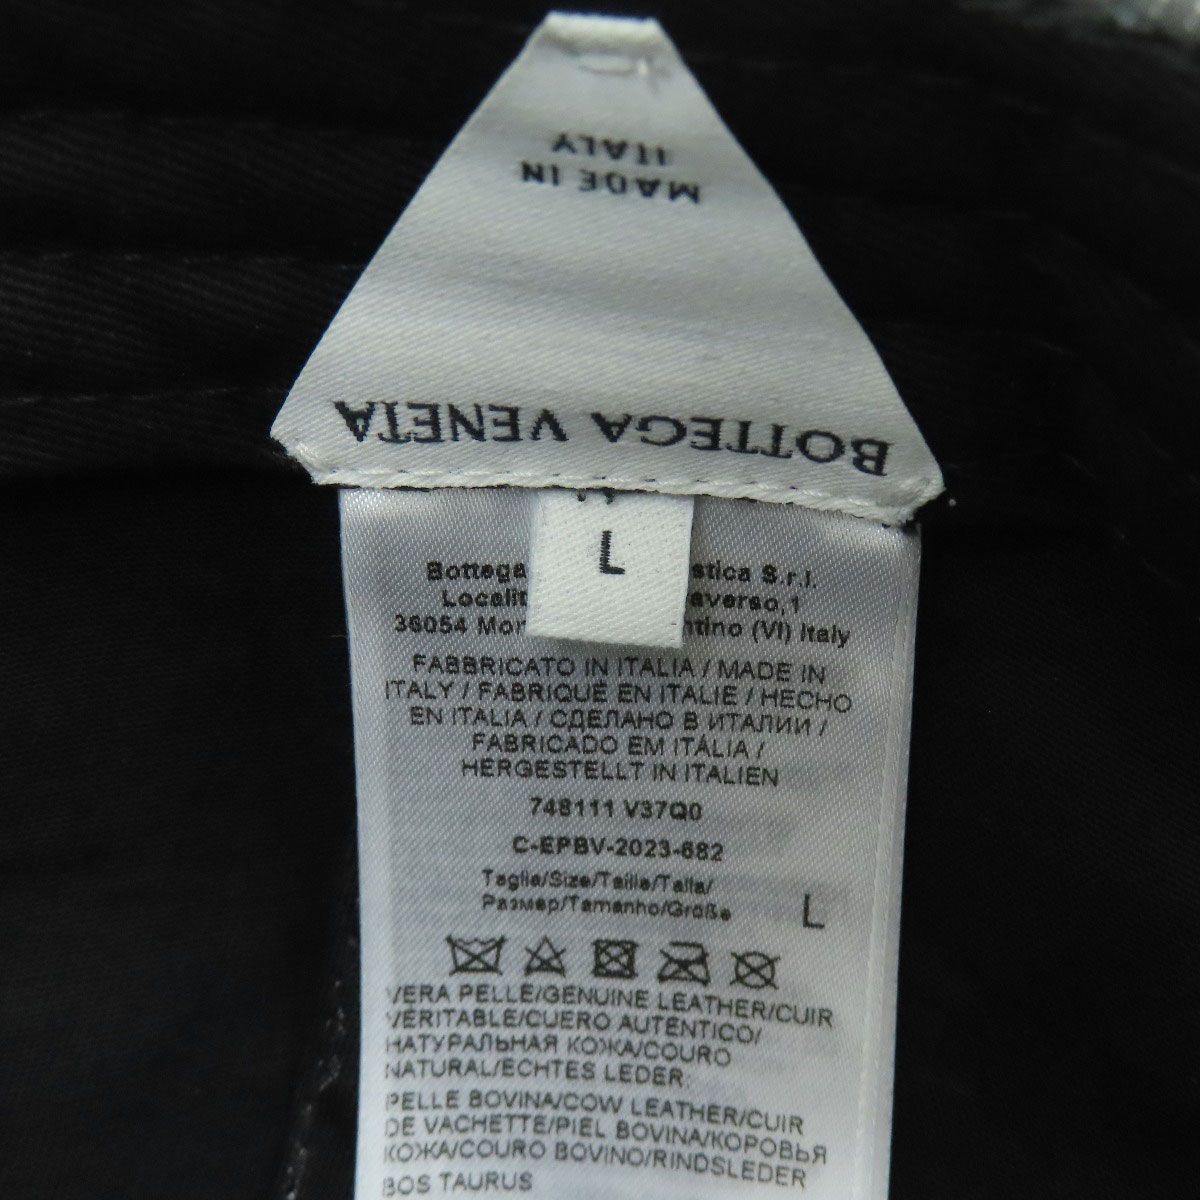 MADE IN
ITALY
BOTTEGA VENETA
L
Bottega stica S.r.l.
Localit averso,1
36054 Mor ntino (VI) Italy
FABBRICATO IN ITALIA / MADE IN
ITALY / FABRIQUÉ EN ITALIE / HECHO
EN ITALIA / СДЕЛАНО В ИТАЛИИ /
FABRICADO EM ITÁLIA /
HERGESTELLT IN ITALIEN
748111 V37Q0
C-EPBV-2023-682
Taglia/Size/Taille/Talla/
Размер/Tamanho/Größe L
VERA PELLE/GENUINE LEATHER/CUIR
VÉRITABLE/CUERO AUTÉNTICO/
НАТУРАЛЬНАЯ КОЖА/COURO
NATURAL/ECHTES LEDER:
PELLE BOVINA/COW LEATHER/CUIR
DE VACHETTE/PIEL BOVINA/КОРОВЬЯ
КОЖА/COURO BOVINO/RINDSLEDER
BOS TAURUS